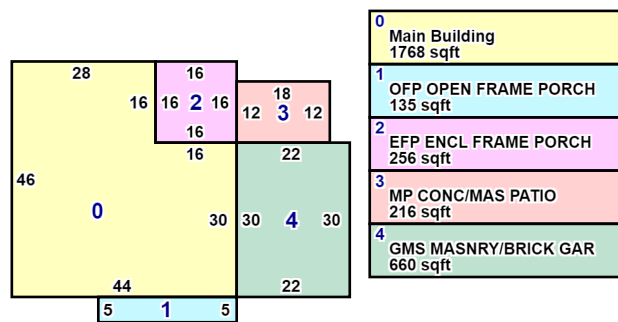 28
16
16
16
2
16
16
16
18
12
3
12
46
0
30
44
22
30
4
30
22
5
1
5
0
Main Building
1768 sqft
1
OFP OPEN FRAME PORCH
135 sqft
2
EFP ENCL FRAME PORCH
256 sqft
3
MP CONC/MAS PATIO
216 sqft
4
GMS MASNRY/BRICK GAR
660 sqft